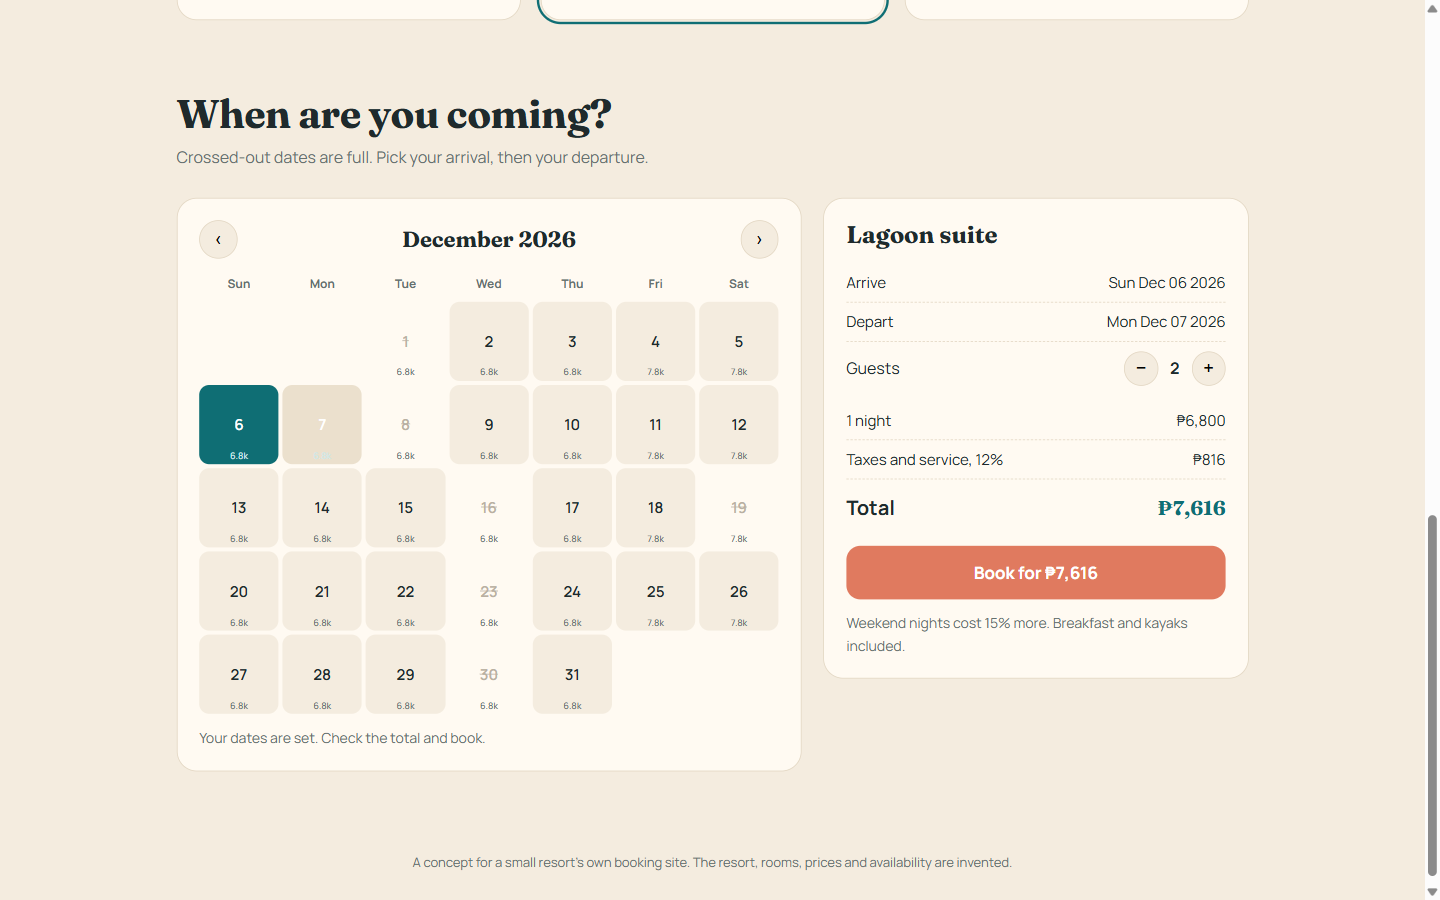 When are you coming?
Crossed-out dates are full. Pick your arrival, then your departure.
‹ December 2026 ›
Sun Mon Tue Wed Thu Fri Sat
1 2 3 4 5
6.8k 6.8k 6.8k 7.8k 7.8k
6 7 8 9 10 11 12
6.8k 6.8k 6.8k 6.8k 7.8k 7.8k
13 14 15 16 17 18 19
6.8k 6.8k 6.8k 6.8k 6.8k 7.8k 7.8k
20 21 22 23 24 25 26
6.8k 6.8k 6.8k 6.8k 6.8k 7.8k 7.8k
27 28 29 30 31
6.8k 6.8k 6.8k 6.8k 6.8k
Your dates are set. Check the total and book.
Lagoon suite
Arrive Sun Dec 06 2026
Depart Mon Dec 07 2026
Guests − 2 +
1 night ₱6,800
Taxes and service, 12% ₱816
Total ₱7,616
Book for ₱7,616
Weekend nights cost 15% more. Breakfast and kayaks
included.
A concept for a small resort's own booking site. The resort, rooms, prices and availability are invented.